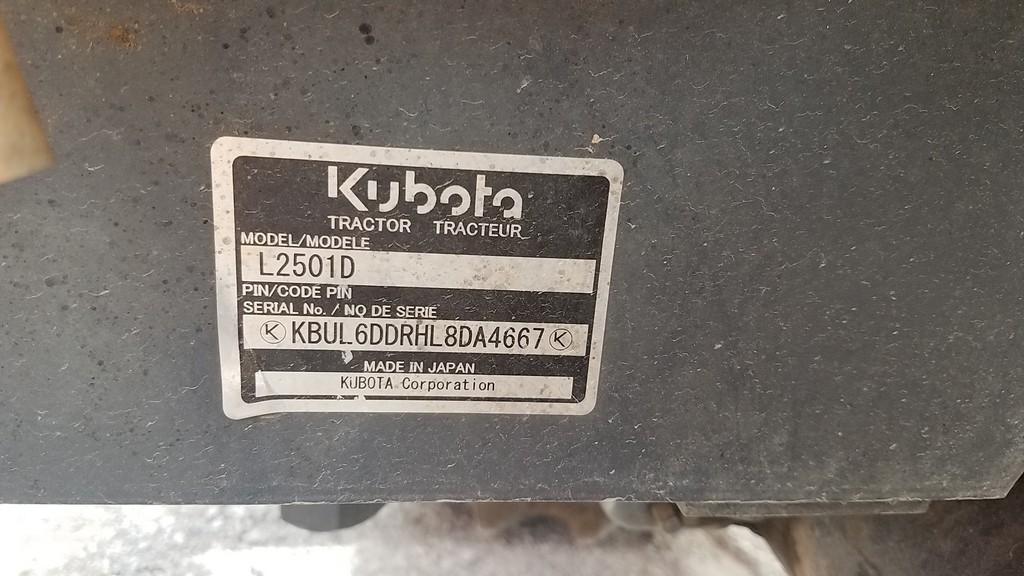 Kubota
TRACTOR TRACTEUR
MODEL/MODELE
L2501D
PIN/CODE PIN
SERIAL No. / NO DE SERIE
KBUL6DDRHL8DA4667
MADE IN JAPAN
KUBOTA Corporation